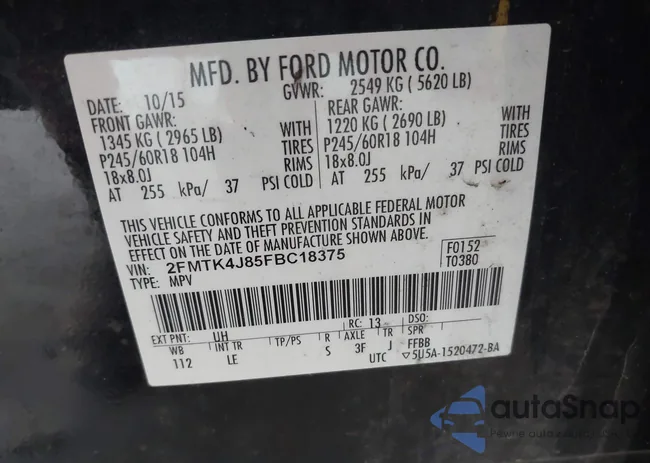 MFD. BY FORD MOTOR CO.
DATE: 10/15 GVWR: 2549 KG ( 5620 LB)
FRONT GAWR: REAR GAWR:
1345 KG ( 2965 LB) WITH 1220 KG ( 2690 LB) WITH
P245/60R18 104H TIRES P245/60R18 104H TIRES
18x8.0J RIMS 18x8.0J RIMS
AT 255 kPa/ 37 PSI COLD AT 255 kPa/ 37 PSI COLD
THIS VEHICLE CONFORMS TO ALL APPLICABLE FEDERAL MOTOR
VEHICLE SAFETY AND THEFT PREVENTION STANDARDS IN
EFFECT ON THE DATE OF MANUFACTURE SHOWN ABOVE.
VIN: 2FMTK4J85FBC18375 F0152
TYPE: MPV T0380
EXT PNT: UH RC: 13 DSO:
WB INT TR TP/PS R AXLE TR SPR
112 LE S 3F J FFBB
UTC ▽5U5A-1520472-BA
autoSnap